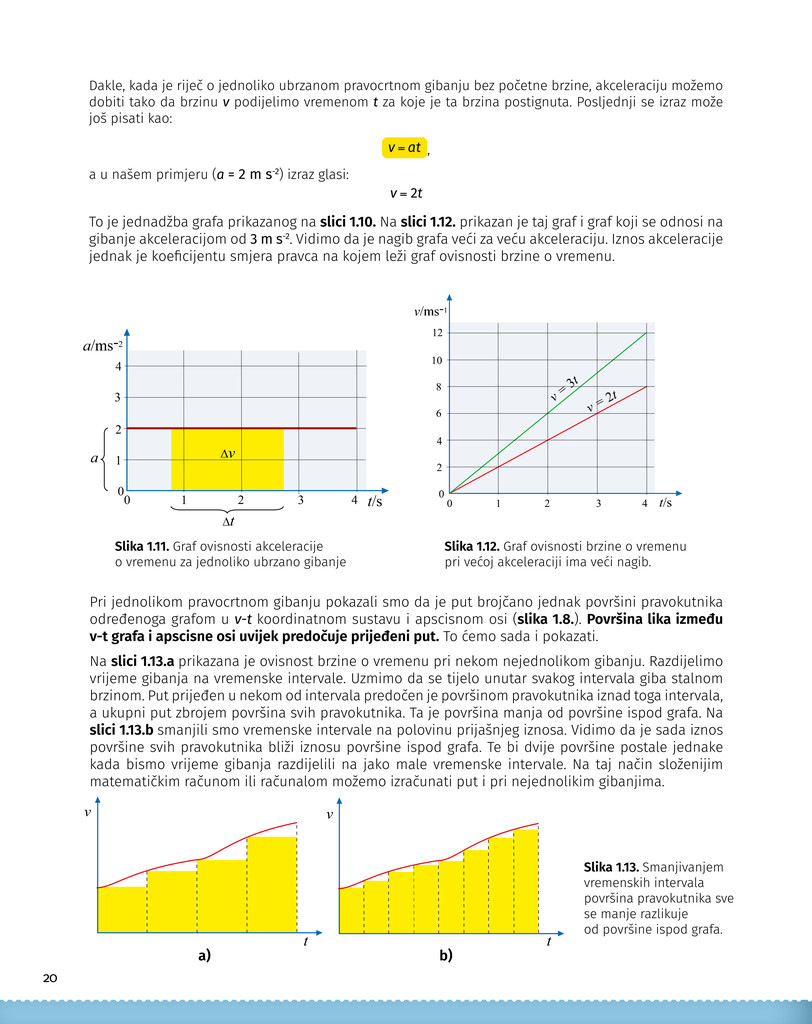 Dakle, kada je riječ o jednoliko ubrzanom pravocrtnom gibanju bez početne brzine, akceleraciju možemo
dobiti tako da brzinu v podijelimo vremenom t za koje je ta brzina postignuta. Posljednji se izraz može
još pisati kao:
v = at ,
a u našem primjeru (a = 2 m s⁻²) izraz glasi:
v = 2t
To je jednadžba grafa prikazanog na slici 1.10. Na slici 1.12. prikazan je taj graf i graf koji se odnosi na
gibanje akceleracijom od 3 m s⁻². Vidimo da je nagib grafa veći za veću akceleraciju. Iznos akceleracije
jednak je koeficijentu smjera pravca na kojem leži graf ovisnosti brzine o vremenu.
a/ms⁻²
4
3
2
a
1
0
Δv
0 1 2 3 4 t/s
Δt
Slika 1.11. Graf ovisnosti akceleracije
o vremenu za jednoliko ubrzano gibanje
v/ms⁻¹
12
10
8
6
4
2
0
v = 3t
v = 2t
0 1 2 3 4 t/s
Slika 1.12. Graf ovisnosti brzine o vremenu
pri većoj akceleraciji ima veći nagib.
Pri jednolikom pravocrtnom gibanju pokazali smo da je put brojčano jednak površini pravokutnika
određenoga grafom u v-t koordinatnom sustavu i apscisnom osi (slika 1.8.). Površina lika između
v-t grafa i apscisne osi uvijek predočuje prijeđeni put. To ćemo sada i pokazati.
Na slici 1.13.a prikazana je ovisnost brzine o vremenu pri nekom nejednolikom gibanju. Razdijelimo
vrijeme gibanja na vremenske intervale. Uzmimo da se tijelo unutar svakog intervala giba stalnom
brzinom. Put prijeđen u nekom od intervala predočen je površinom pravokutnika iznad toga intervala,
a ukupni put zbrojem površina svih pravokutnika. Ta je površina manja od površine ispod grafa. Na
slici 1.13.b smanjili smo vremenske intervale na polovinu prijašnjeg iznosa. Vidimo da je sada iznos
površine svih pravokutnika bliži iznosu površine ispod grafa. Te bi dvije površine postale jednake
kada bismo vrijeme gibanja razdijelili na jako male vremenske intervale. Na taj način složenijim
matematičkim računom ili računalom možemo izračunati put i pri nejednolikim gibanjima.
v
t
a)
v
t
b)
Slika 1.13. Smanjivanjem
vremenskih intervala
površina pravokutnika sve
se manje razlikuje
od površine ispod grafa.
20